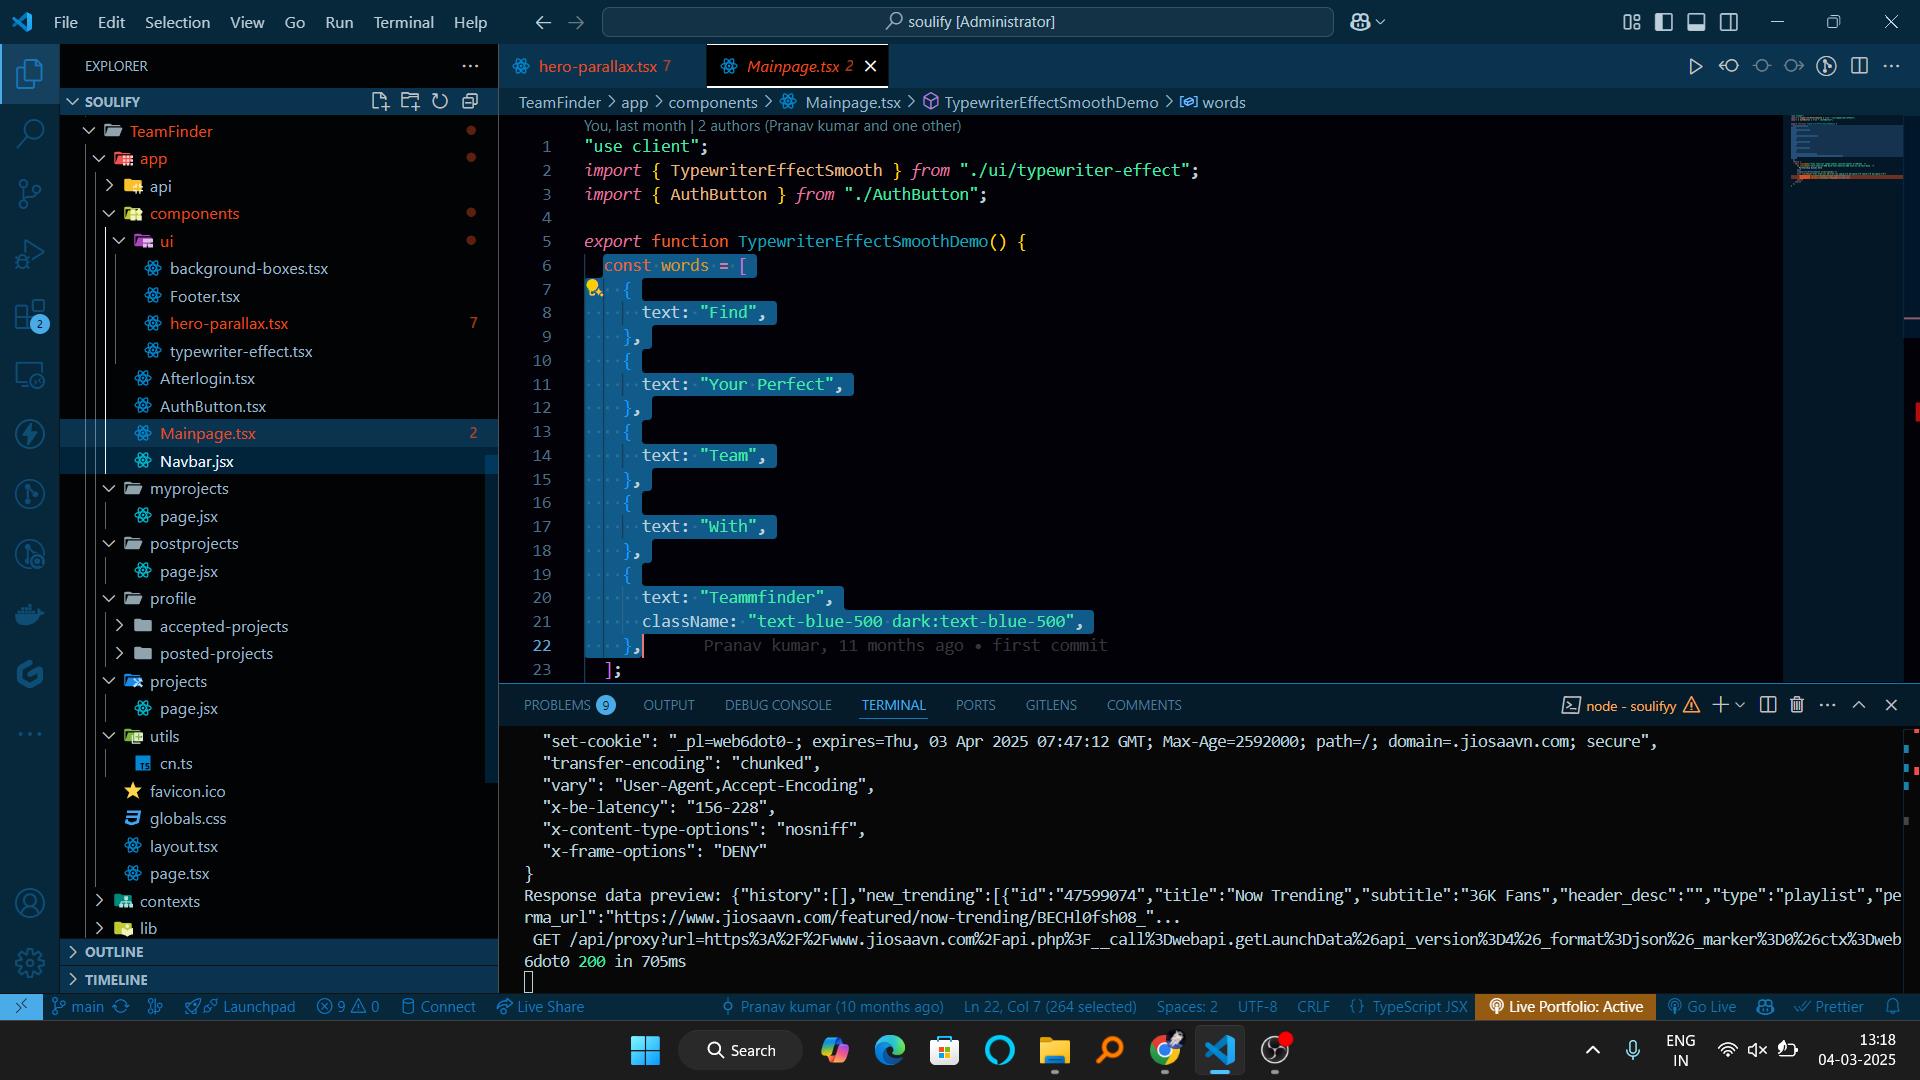 File Edit Selection View Go Run Terminal Help
soulify [Administrator]
EXPLORER
SOULIFY
TeamFinder
app
api
components
ui
background-boxes.tsx
Footer.tsx
hero-parallax.tsx 7
typewriter-effect.tsx
Afterlogin.tsx
AuthButton.tsx
Mainpage.tsx 2
Navbar.jsx
myprojects
page.jsx
postprojects
page.jsx
profile
accepted-projects
posted-projects
projects
page.jsx
utils
cn.ts
favicon.ico
globals.css
layout.tsx
page.tsx
contexts
lib
OUTLINE
TIMELINE
2
hero-parallax.tsx 7
Mainpage.tsx 2
TeamFinder > app > components > Mainpage.tsx > TypewriterEffectSmoothDemo > words
You, last month | 2 authors (Pranav kumar and one other)
1 "use client";
2 import { TypewriterEffectSmooth } from "./ui/typewriter-effect";
3 import { AuthButton } from "./AuthButton";
4
5 export function TypewriterEffectSmoothDemo() {
6 const words = [
7 {
8 text: "Find",
9 },
10 {
11 text: "Your Perfect",
12 },
13 {
14 text: "Team",
15 },
16 {
17 text: "With",
18 },
19 {
20 text: "Teammfinder",
21 className: "text-blue-500 dark:text-blue-500",
22 }, Pranav kumar, 11 months ago • first commit
23 ];
PROBLEMS 9 OUTPUT DEBUG CONSOLE TERMINAL PORTS GITLENS COMMENTS
node - soulifyy
"set-cookie": "_pl=web6dot0-; expires=Thu, 03 Apr 2025 07:47:12 GMT; Max-Age=2592000; path=/; domain=.jiosaavn.com; secure",
"transfer-encoding": "chunked",
"vary": "User-Agent,Accept-Encoding",
"x-be-latency": "156-228",
"x-content-type-options": "nosniff",
"x-frame-options": "DENY"
}
Response data preview: {"history":[],"new_trending":[{"id":"47599074","title":"Now Trending","subtitle":"36K Fans","header_desc":"","type":"playlist","pe
rma_url":"https://www.jiosaavn.com/featured/now-trending/BECHl0fsh08_"...
GET /api/proxy?url=https%3A%2F%2Fwww.jiosaavn.com%2Fapi.php%3F__call%3Dwebapi.getLaunchData%26api_version%3D4%26_format%3Djson%26_marker%3D0%26ctx%3Dweb
6dot0 200 in 705ms
main Launchpad 9 0 Connect Live Share Pranav kumar (10 months ago) Ln 22, Col 7 (264 selected) Spaces: 2 UTF-8 CRLF {} TypeScript JSX Live Portfolio: Active Go Live Prettier
Search
ENG
IN
13:18
04-03-2025